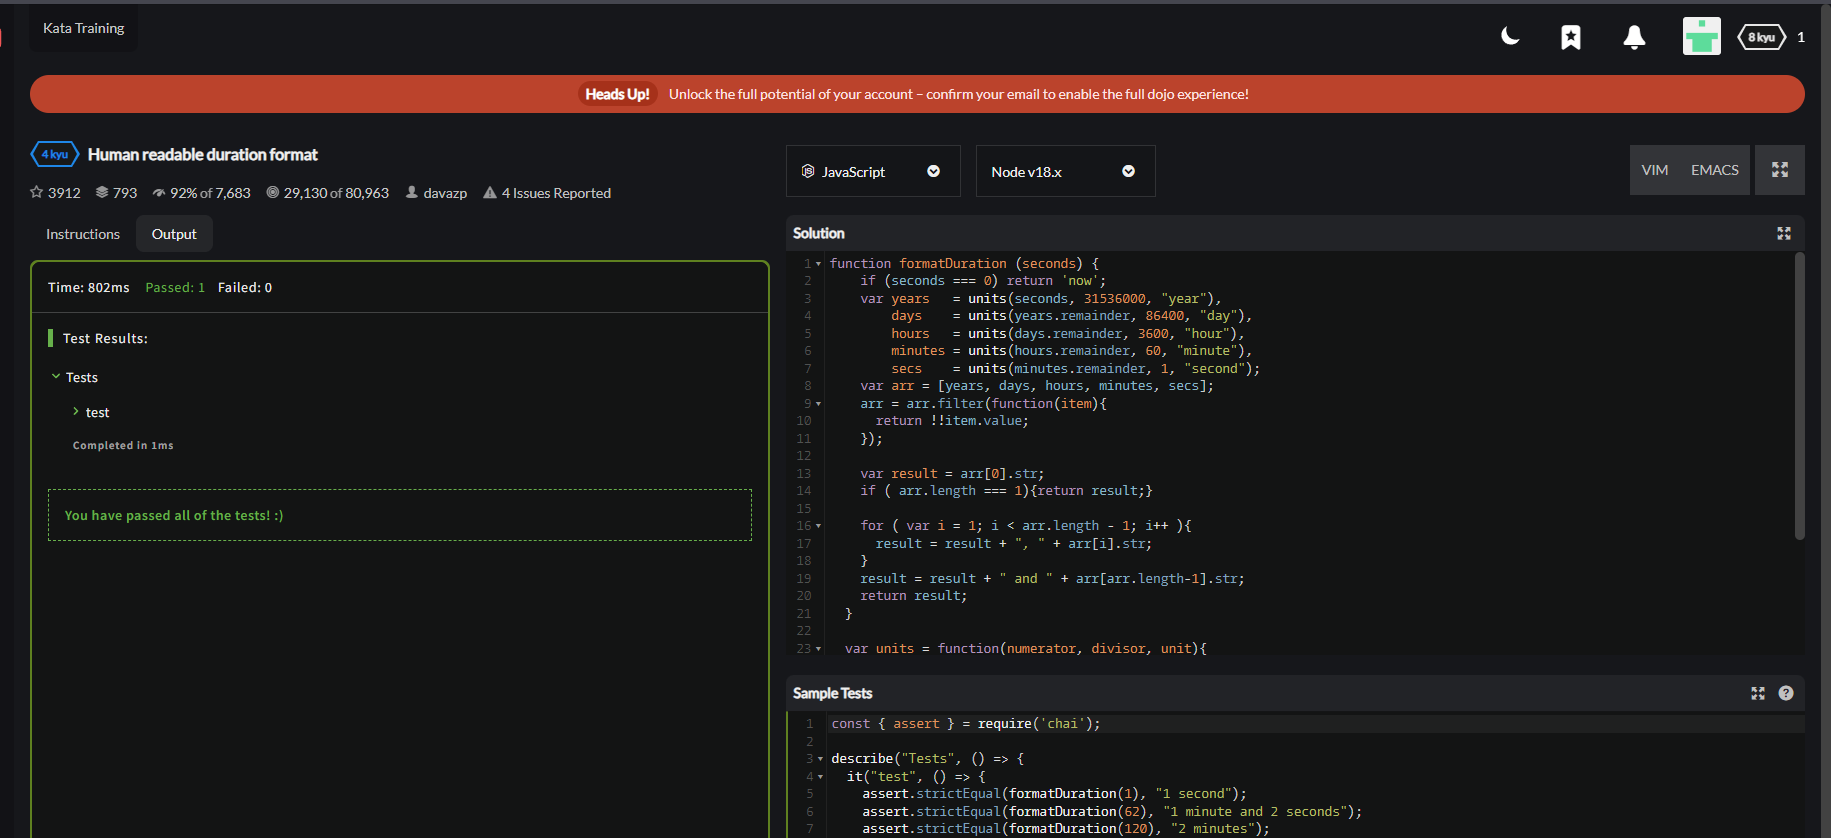 Kata Training
8 kyu 1
Heads Up! Unlock the full potential of your account – confirm your email to enable the full dojo experience!
4 kyu Human readable duration format
3912 793 92% of 7,683 29,130 of 80,963 davazp 4 Issues Reported
Instructions Output
Time: 802ms Passed: 1 Failed: 0
Test Results:
Tests
test
Completed in 1ms
You have passed all of the tests! :)
JavaScript Node v18.x VIM EMACS
Solution
1 function formatDuration (seconds) {
2 if (seconds === 0) return 'now';
3 var years   = units(seconds, 31536000, "year"),
4 days    = units(years.remainder, 86400, "day"),
5 hours   = units(days.remainder, 3600, "hour"),
6 minutes = units(hours.remainder, 60, "minute"),
7 secs    = units(minutes.remainder, 1, "second");
8 var arr = [years, days, hours, minutes, secs];
9 arr = arr.filter(function(item){
10 return !!item.value;
11 });
12
13 var result = arr[0].str;
14 if ( arr.length === 1){return result;}
15
16 for ( var i = 1; i < arr.length - 1; i++ ){
17 result = result + ", " + arr[i].str;
18 }
19 result = result + " and " + arr[arr.length-1].str;
20 return result;
21 }
22
23 var units = function(numerator, divisor, unit){
Sample Tests
1 const { assert } = require('chai');
2
3 describe("Tests", () => {
4 it("test", () => {
5 assert.strictEqual(formatDuration(1), "1 second");
6 assert.strictEqual(formatDuration(62), "1 minute and 2 seconds");
7 assert.strictEqual(formatDuration(120), "2 minutes");